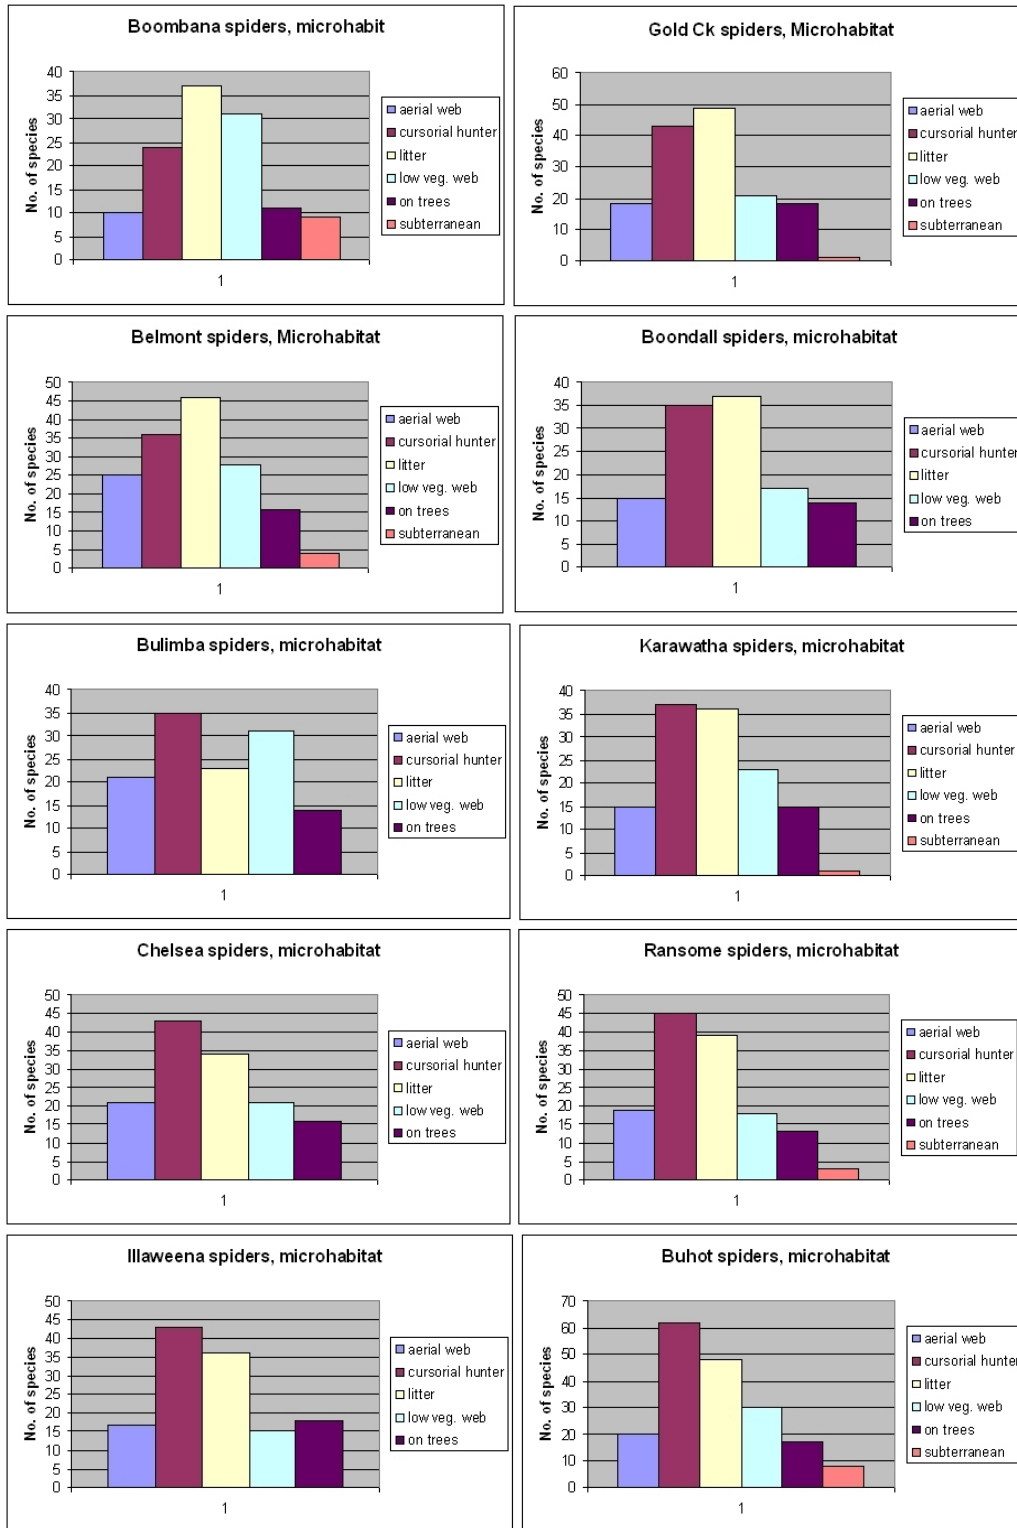 Boombana spiders, microhabit
No. of species
40
35
30
25
20
15
10
5
0
1
aerial web
cursorial hunter
litter
low veg. web
on trees
subterranean
Gold Ck spiders, Microhabitat
No. of species
60
50
40
30
20
10
0
1
aerial web
cursorial hunter
litter
low veg. web
on trees
subterranean
Belmont spiders, Microhabitat
No. of species
50
45
40
35
30
25
20
15
10
5
0
1
aerial web
cursorial hunter
litter
low veg. web
on trees
subterranean
Boondall spiders, microhabitat
No. of species
40
35
30
25
20
15
10
5
0
1
aerial web
cursorial hunter
litter
low veg. web
on trees
Bulimba spiders, microhabitat
No. of species
40
35
30
25
20
15
10
5
0
1
aerial web
cursorial hunter
litter
low veg. web
on trees
Karawatha spiders, microhabitat
No. of species
40
35
30
25
20
15
10
5
0
1
aerial web
cursorial hunter
litter
low veg. web
on trees
subterranean
Chelsea spiders, microhabitat
No. of species
50
45
40
35
30
25
20
15
10
5
0
1
aerial web
cursorial hunter
litter
low veg. web
on trees
Ransome spiders, microhabitat
No. of species
50
45
40
35
30
25
20
15
10
5
0
1
aerial web
cursorial hunter
litter
low veg. web
on trees
subterranean
Illaweena spiders, microhabitat
No. of species
50
45
40
35
30
25
20
15
10
5
0
1
aerial web
cursorial hunter
litter
low veg. web
on trees
Buhot spiders, microhabitat
No. of species
70
60
50
40
30
20
10
0
1
aerial web
cursorial hunter
litter
low veg. web
on trees
subterranean